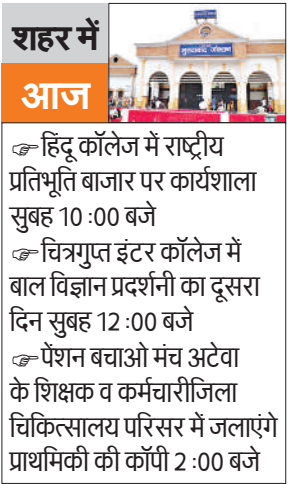 शहर में
आज
मुरादाबाद जंक्शन
☞हिंदू कॉलेज में राष्ट्रीय
प्रतिभूति बाजार पर कार्यशाला
सुबह 10 :00 बजे
☞चित्रगुप्त इंटर कॉलेज में
बाल विज्ञान प्रदर्शनी का दूसरा
दिन सुबह 12 :00 बजे
☞पेंशन बचाओ मंच अटेवा
के शिक्षक व कर्मचारीजिला
चिकित्सालय परिसर में जलाएंगे
प्राथमिकी की कॉपी 2 :00 बजे